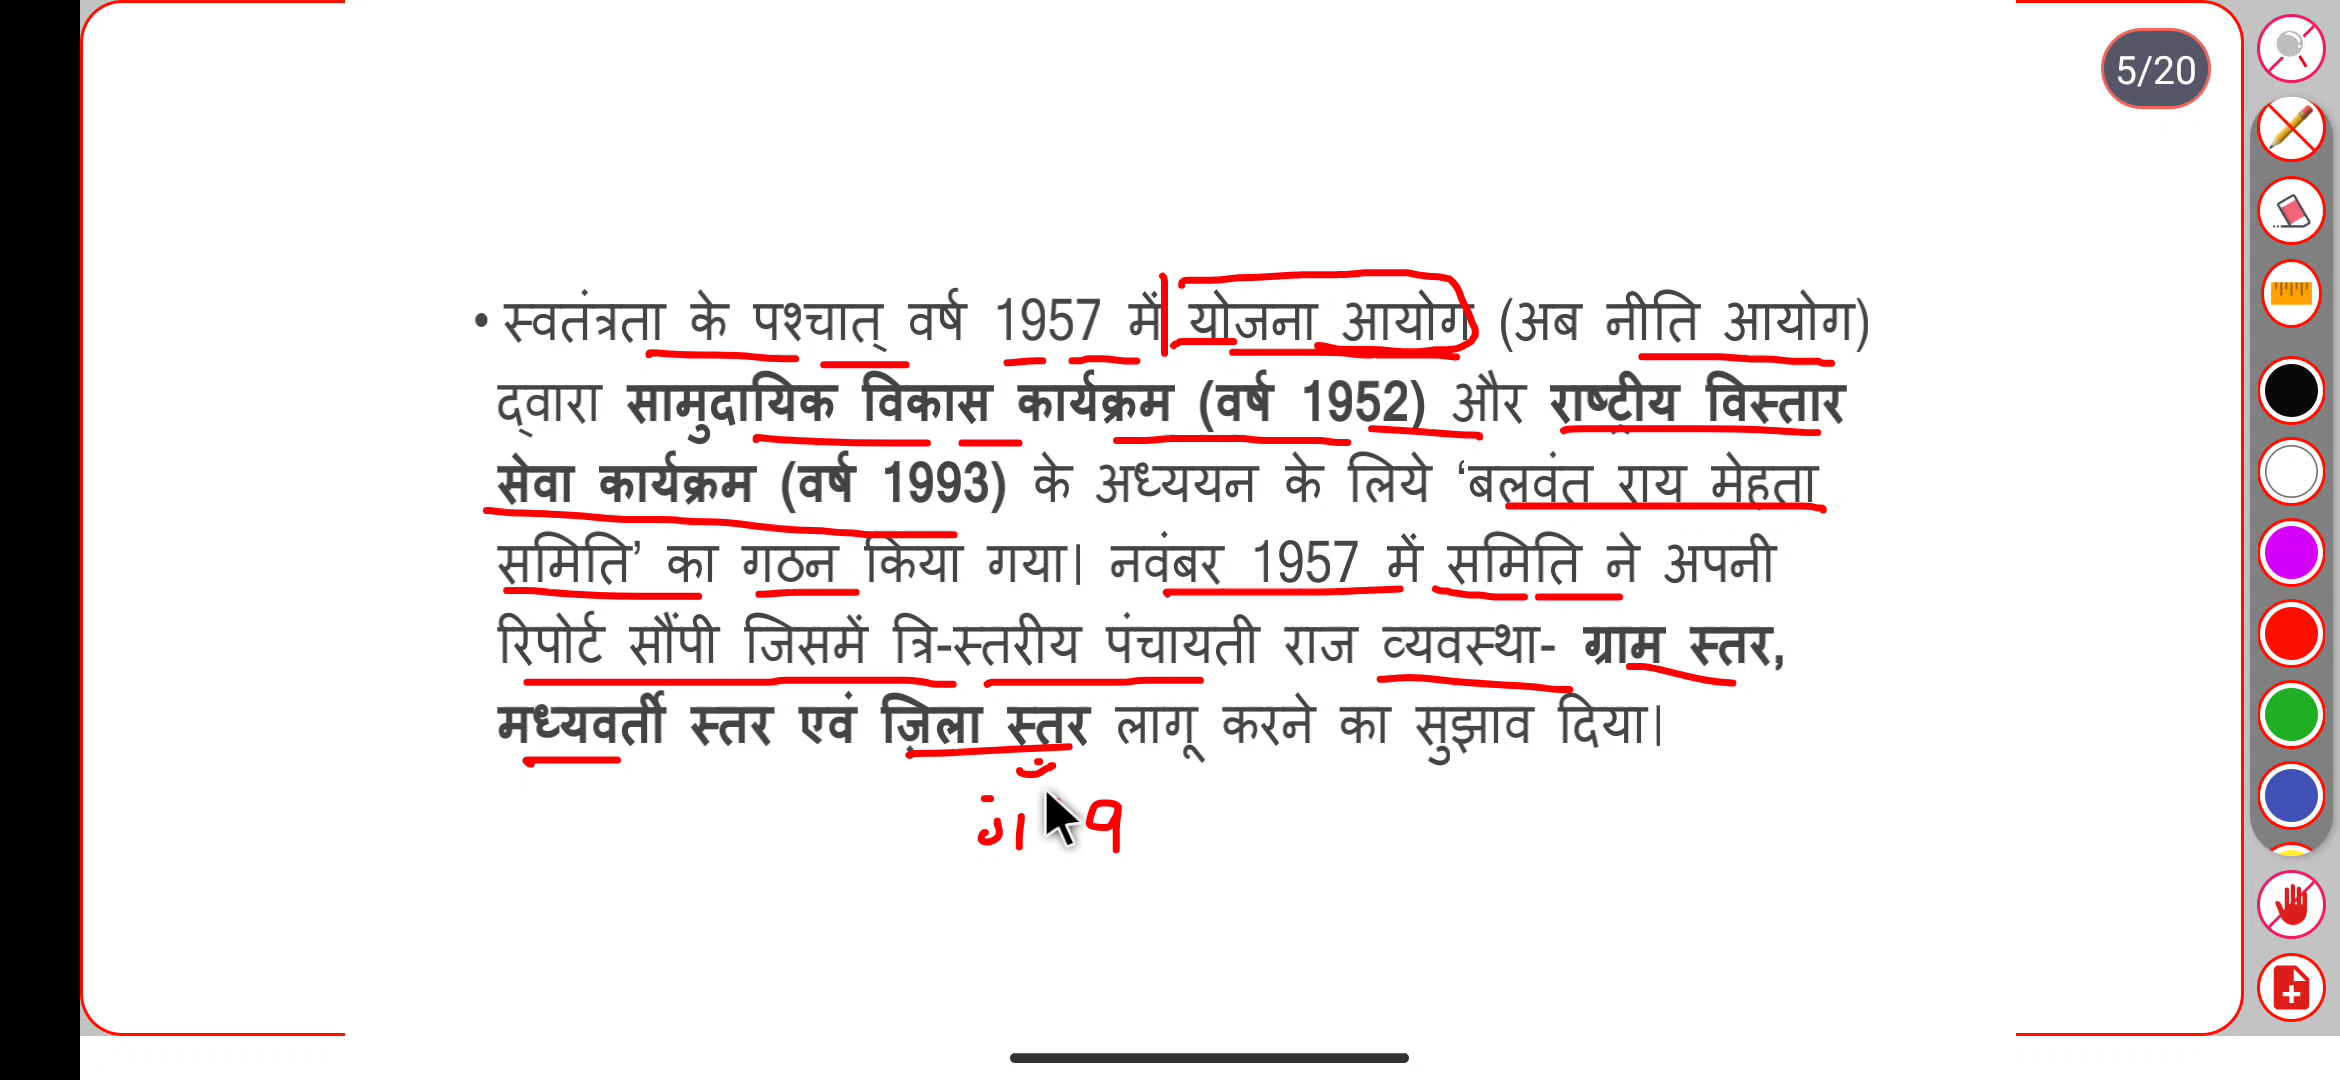 5/20
• स्वतंत्रता के पश्चात् वर्ष 1957 में योजना आयोग (अब नीति आयोग)
द्वारा सामुदायिक विकास कार्यक्रम (वर्ष 1952) और राष्ट्रीय विस्तार
सेवा कार्यक्रम (वर्ष 1993) के अध्ययन के लिये ‘बलवंत राय मेहता
समिति’ का गठन किया गया। नवंबर 1957 में समिति ने अपनी
रिपोर्ट सौंपी जिसमें त्रि-स्तरीय पंचायती राज व्यवस्था- ग्राम स्तर,
मध्यवर्ती स्तर एवं ज़िला स्तर लागू करने का सुझाव दिया।